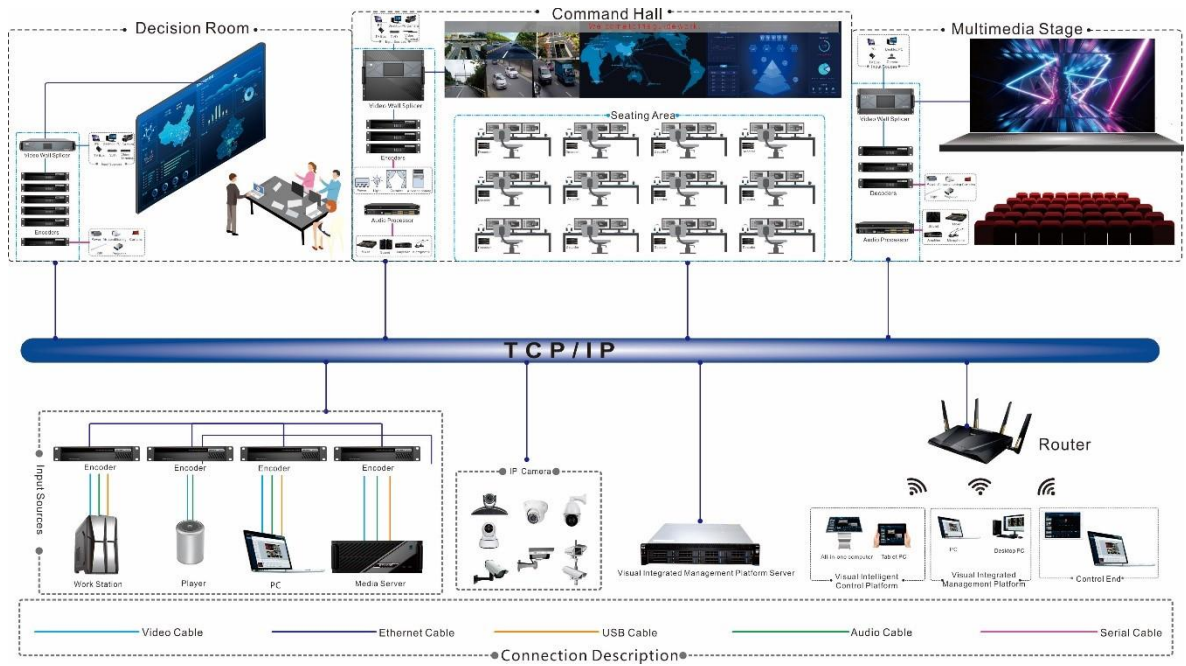 Decision Room
Command Hall
Multimedia Stage
Video Wall Splicer
Encoders
Video Wall Splicer
Encoders
Audio Processor
Seating Area
Video Wall Splicer
Decoders
Audio Processor
TCP/IP
Input Sources
Encoder
Encoder
Encoder
Encoder
Work Station
Player
PC
Media Server
IP Camera
Visual Integrated Management Platform Server
Router
All-in-one computer
Tablet PC
Visual Intelligent
Control Platform
PC
Desktop PC
Visual Integrated
Management Platform
Control End
Video Cable
Ethernet Cable
USB Cable
Audio Cable
Serial Cable
Connection Description